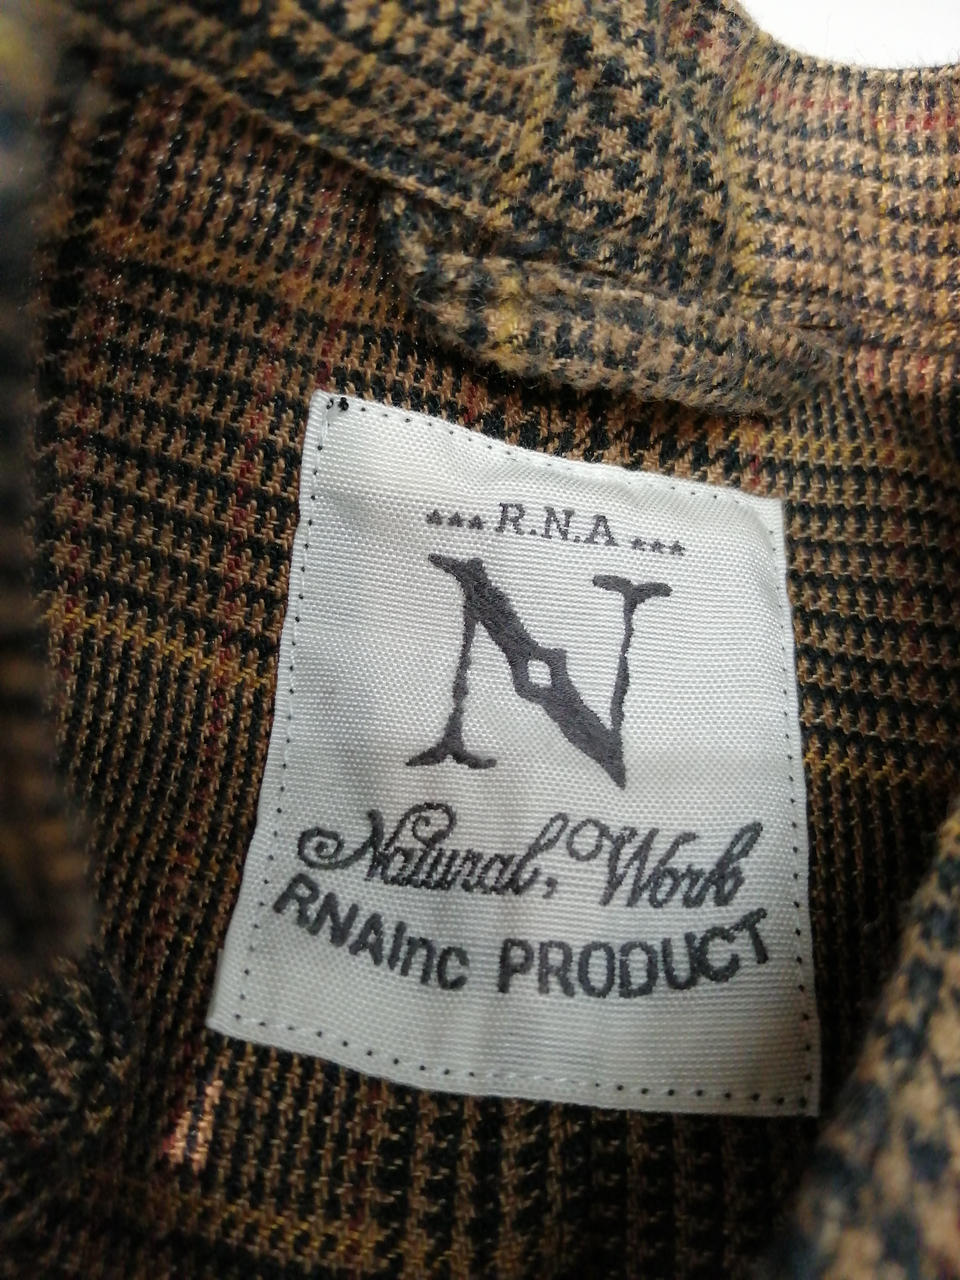 ★★★ R.N.A ★★★
N
Natural, Work
RNAInc PRODUCT